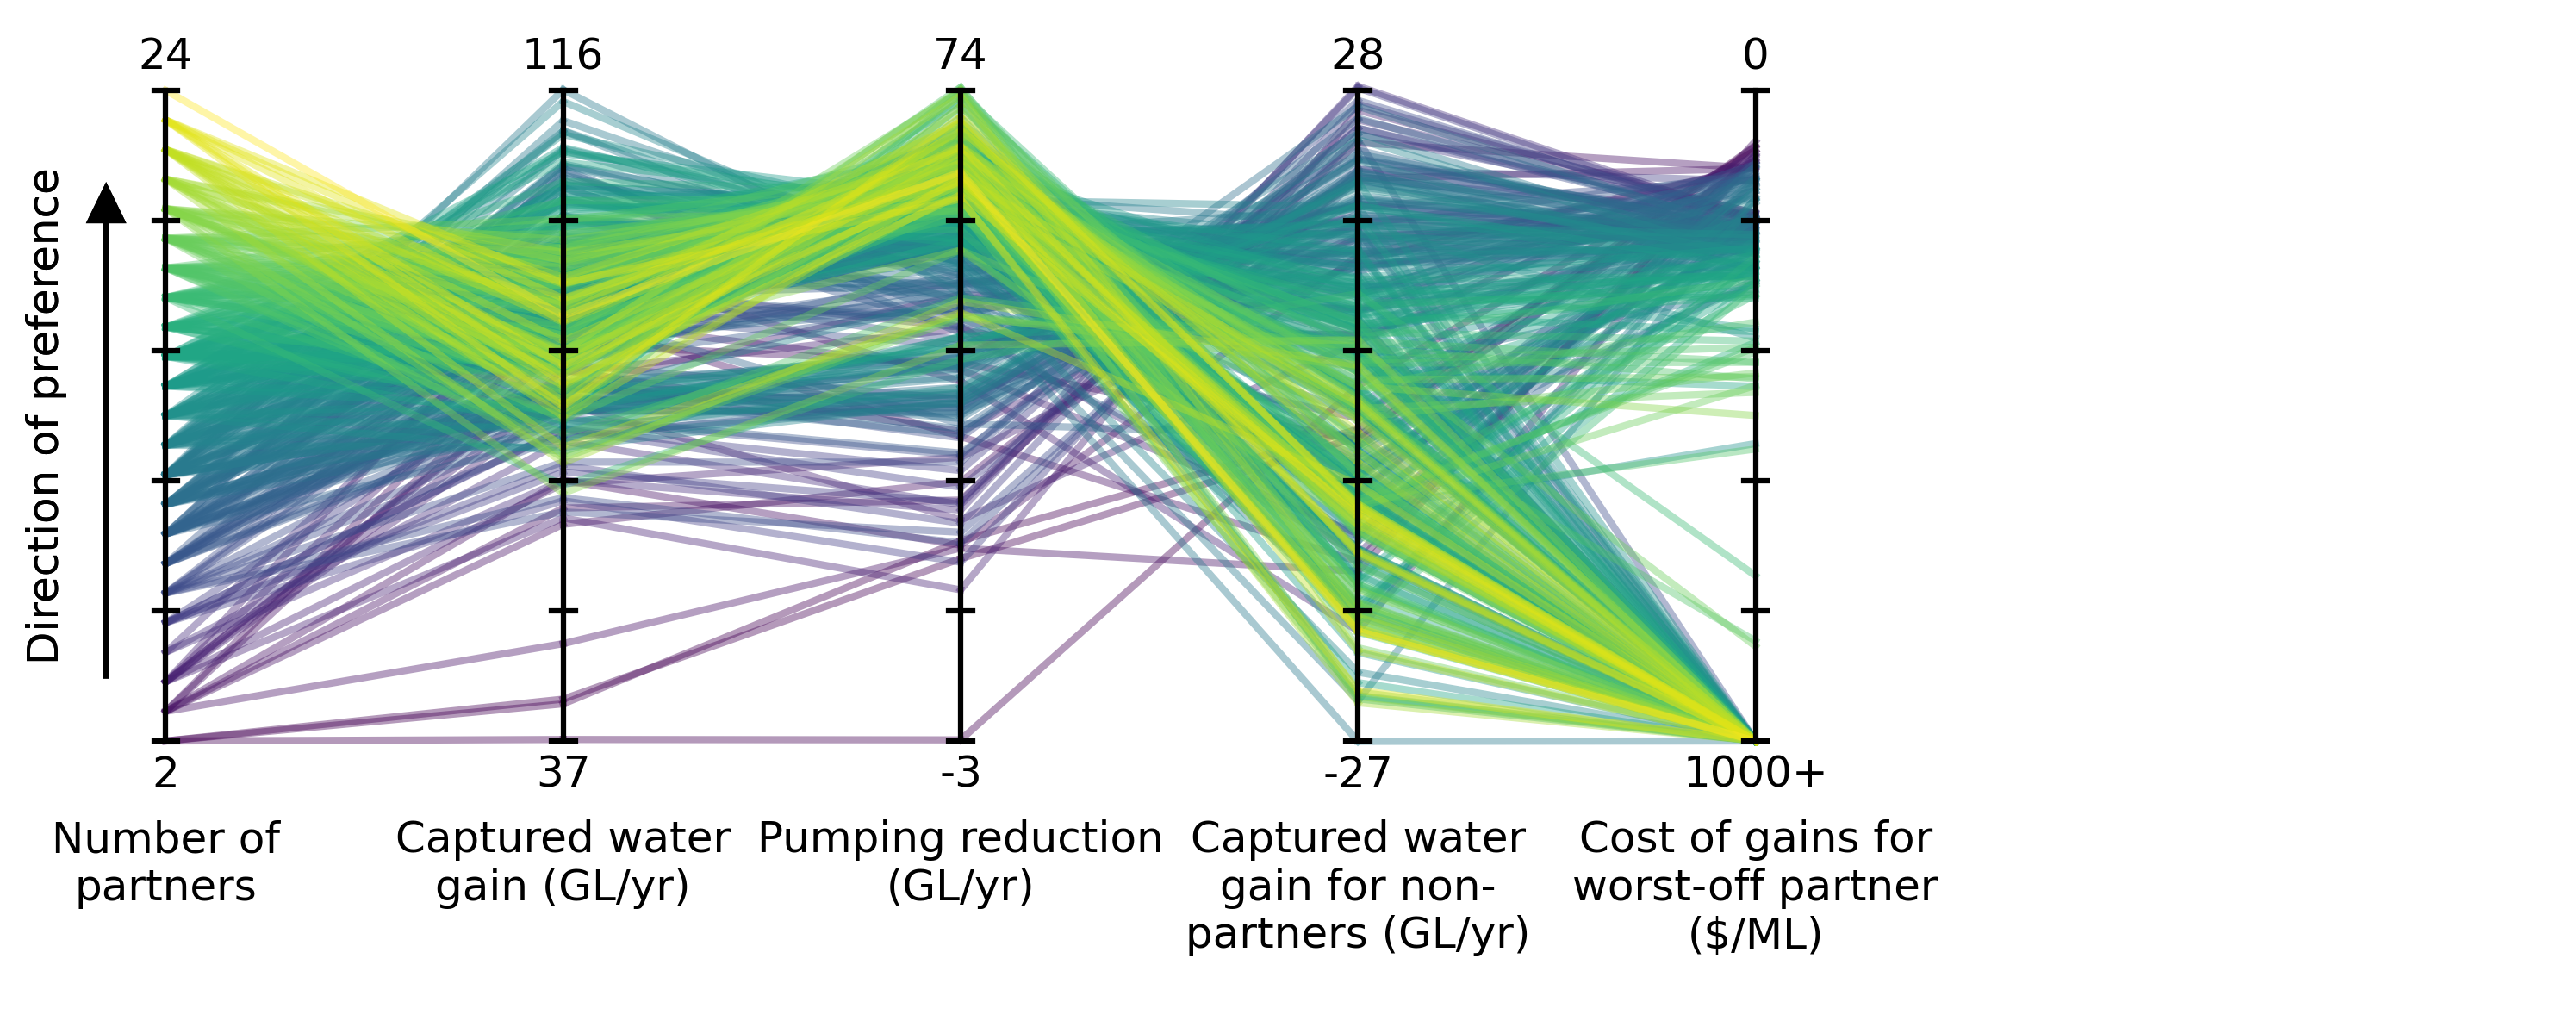 24
116
74
28
0
Direction of preference
2
37
-3
-27
1000+
Number of
partners
Captured water
gain (GL/yr)
Pumping reduction
(GL/yr)
Captured water
gain for non-
partners (GL/yr)
Cost of gains for
worst-off partner
($/ML)